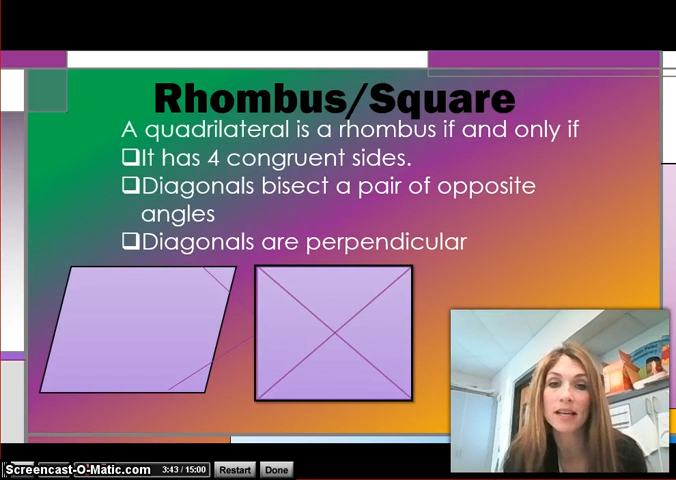 Rhombus/Square
A quadrilateral is a rhombus if and only if
❑It has 4 congruent sides.
❑Diagonals bisect a pair of opposite
angles
❑Diagonals are perpendicular
Screencast-O-Matic.com 3:43 / 15:00 Restart Done